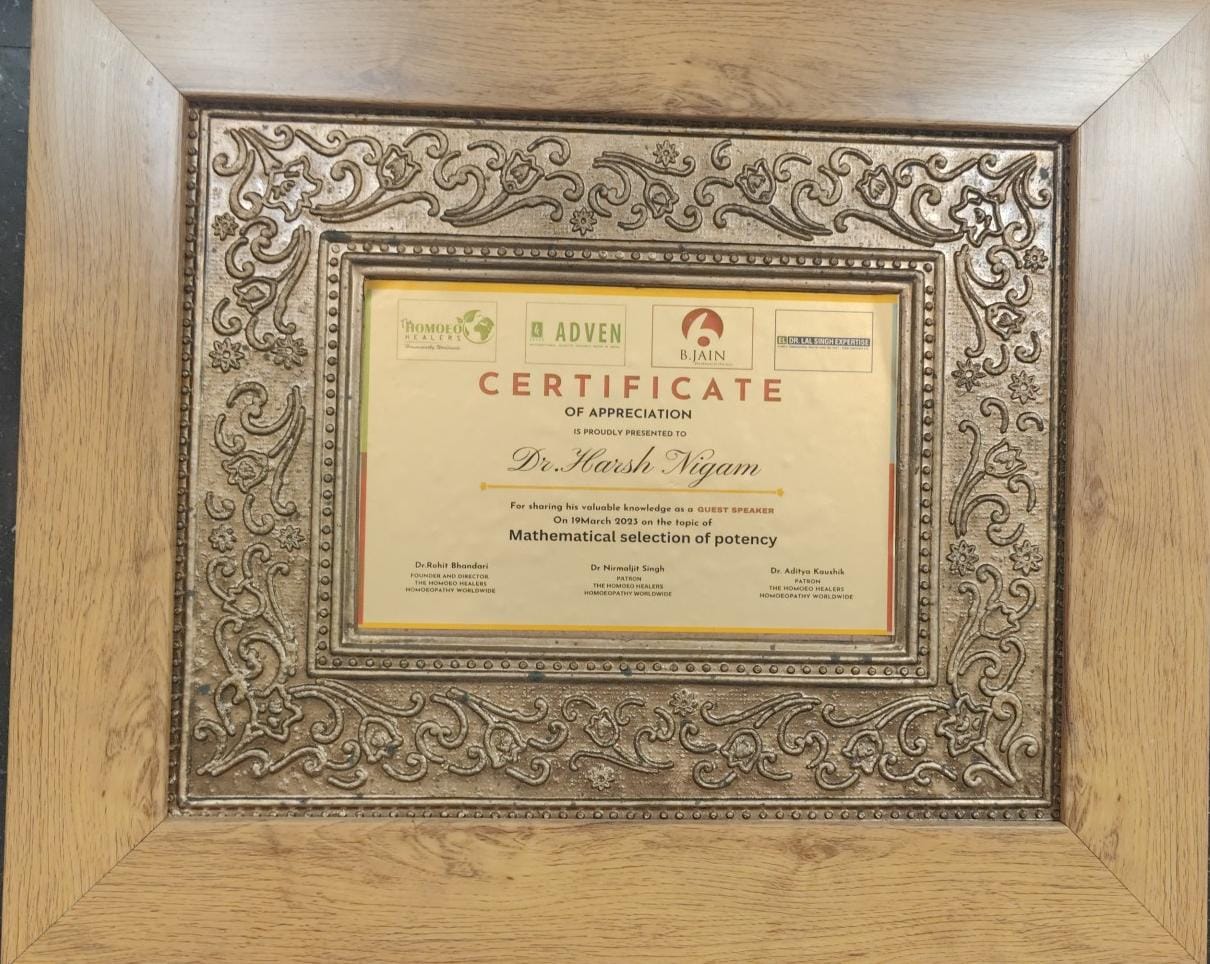 The HOMOEO
HEALERS
Homoeopathy Worldwide
ADVEN
B.JAIN
DR. LAL SINGH EXPERTISE
CERTIFICATE
OF APPRECIATION
IS PROUDLY PRESENTED TO
Dr.Harsh Nigam
For sharing his valuable knowledge as a GUEST SPEAKER
On 19March 2023 on the topic of
Mathematical selection of potency
Dr.Rohit Bhandari
FOUNDER AND DIRECTOR
THE HOMOEO HEALERS
HOMOEOPATHY WORLDWIDE
Dr Nirmaljit Singh
PATRON
THE HOMOEO HEALERS
HOMOEOPATHY WORLDWIDE
Dr. Aditya Kaushik
PATRON
THE HOMOEO HEALERS
HOMOEOPATHY WORLDWIDE